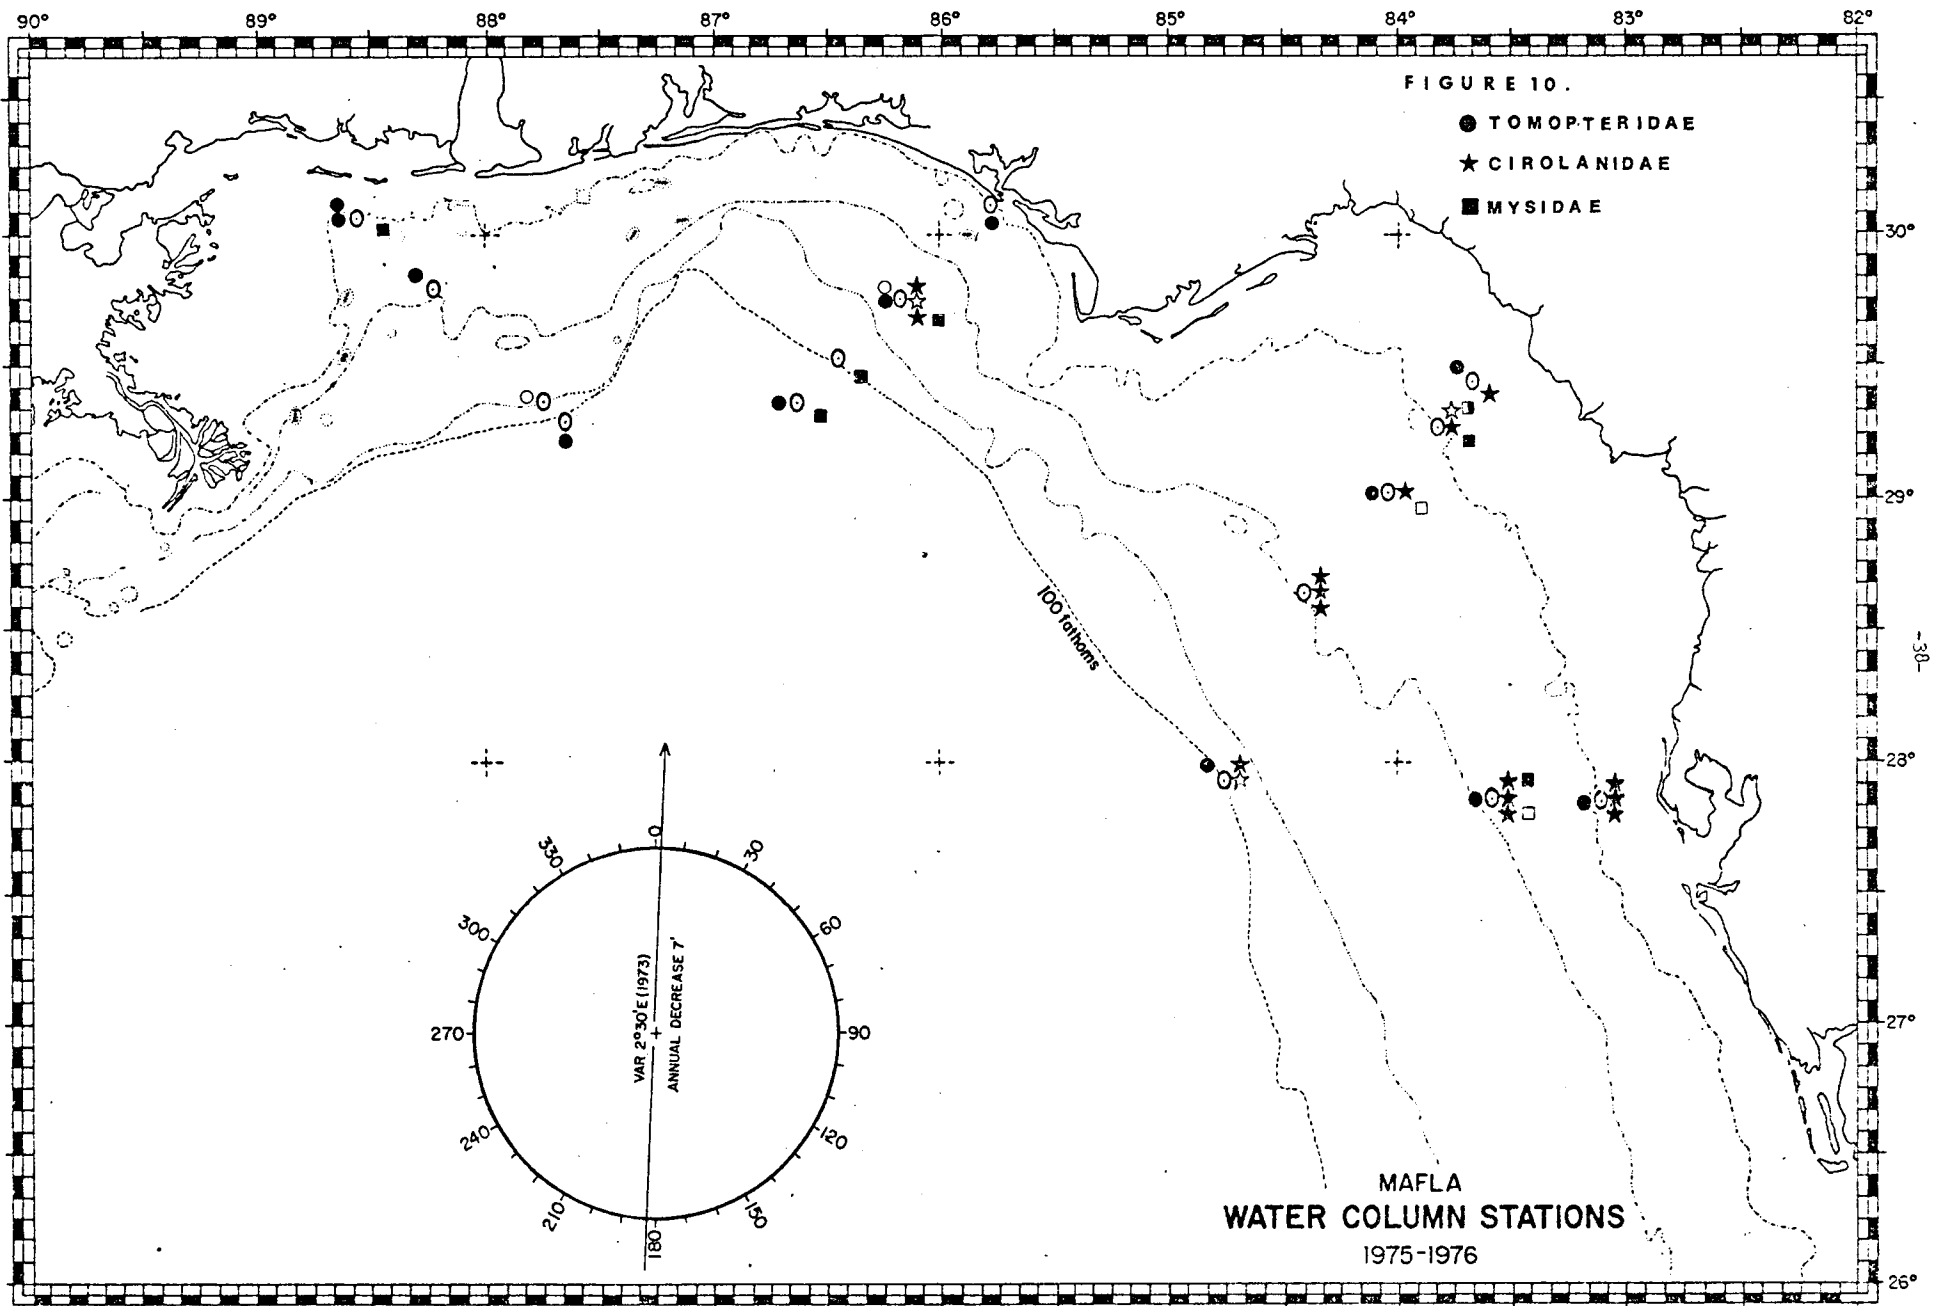 90° 89° 88° 87° 86° 85° 84° 83° 82°
FIGURE 10.
TOMOPTERIDAE
CIROLANIDAE
MYSIDAE
30°
29°
100 fathoms
-38-
28°
0
330
30
300
60
VAR 2°30'E (1973)
ANNUAL DECREASE 7'
270
90
27°
240
120
210
150
180
MAFLA
WATER COLUMN STATIONS
1975-1976
26°